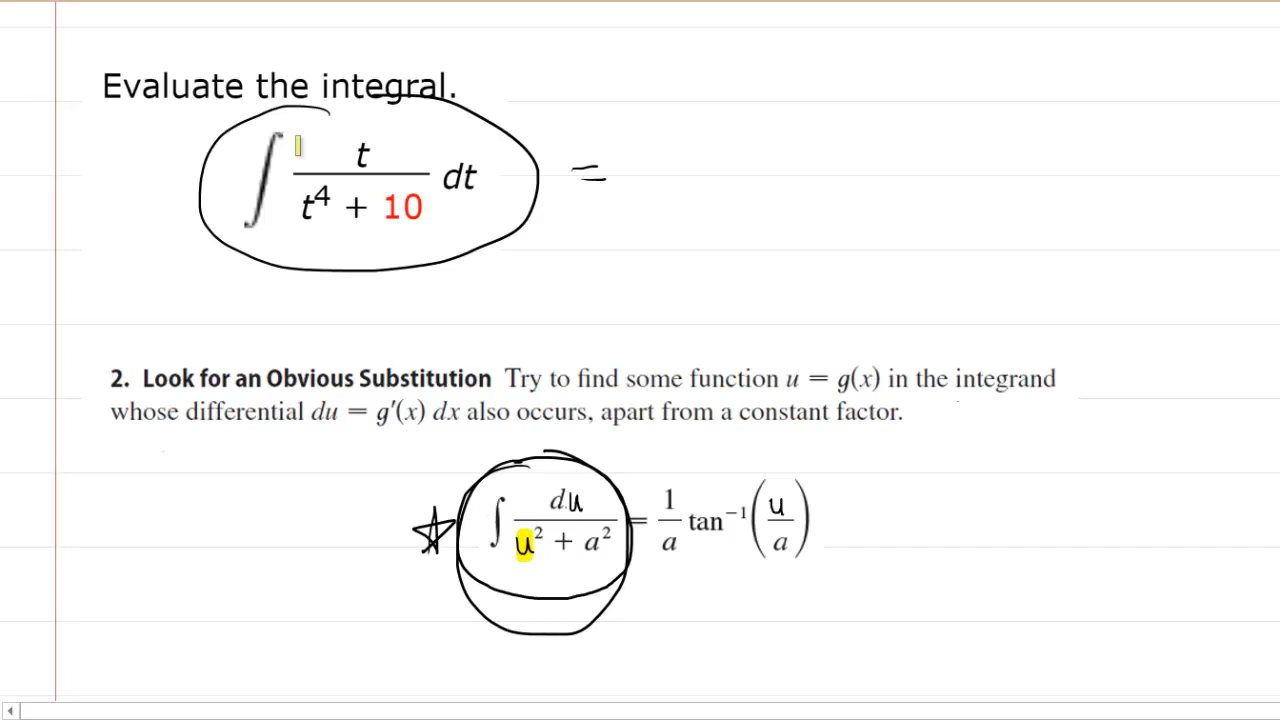 Evaluate the integral.
∫ t/(t⁴ + 10) dt =
2. Look for an Obvious Substitution Try to find some function u = g(x) in the integrand
whose differential du = g′(x) dx also occurs, apart from a constant factor.
∫ du/(u² + a²) = 1/a tan⁻¹(u/a)